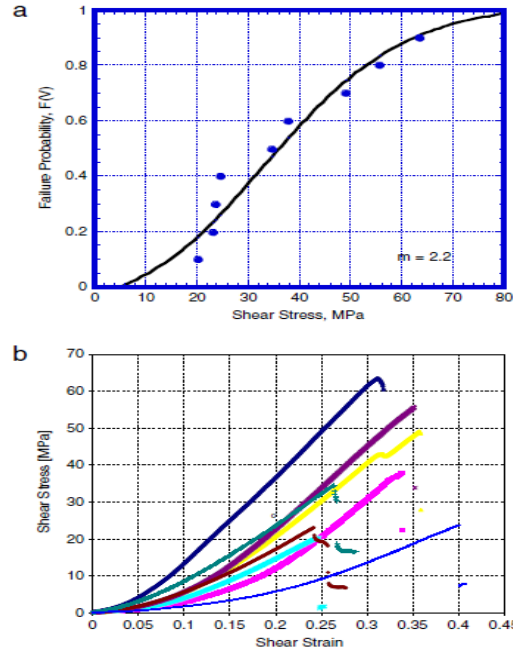 a
Failure Probability, F(V)
1
0.8
0.6
0.4
0.2
0
m = 2.2
0 10 20 30 40 50 60 70 80
Shear Stress, MPa
b
Shear Stress [MPa]
70
60
50
40
30
20
10
0
0 0.05 0.1 0.15 0.2 0.25 0.3 0.35 0.4 0.45
Shear Strain